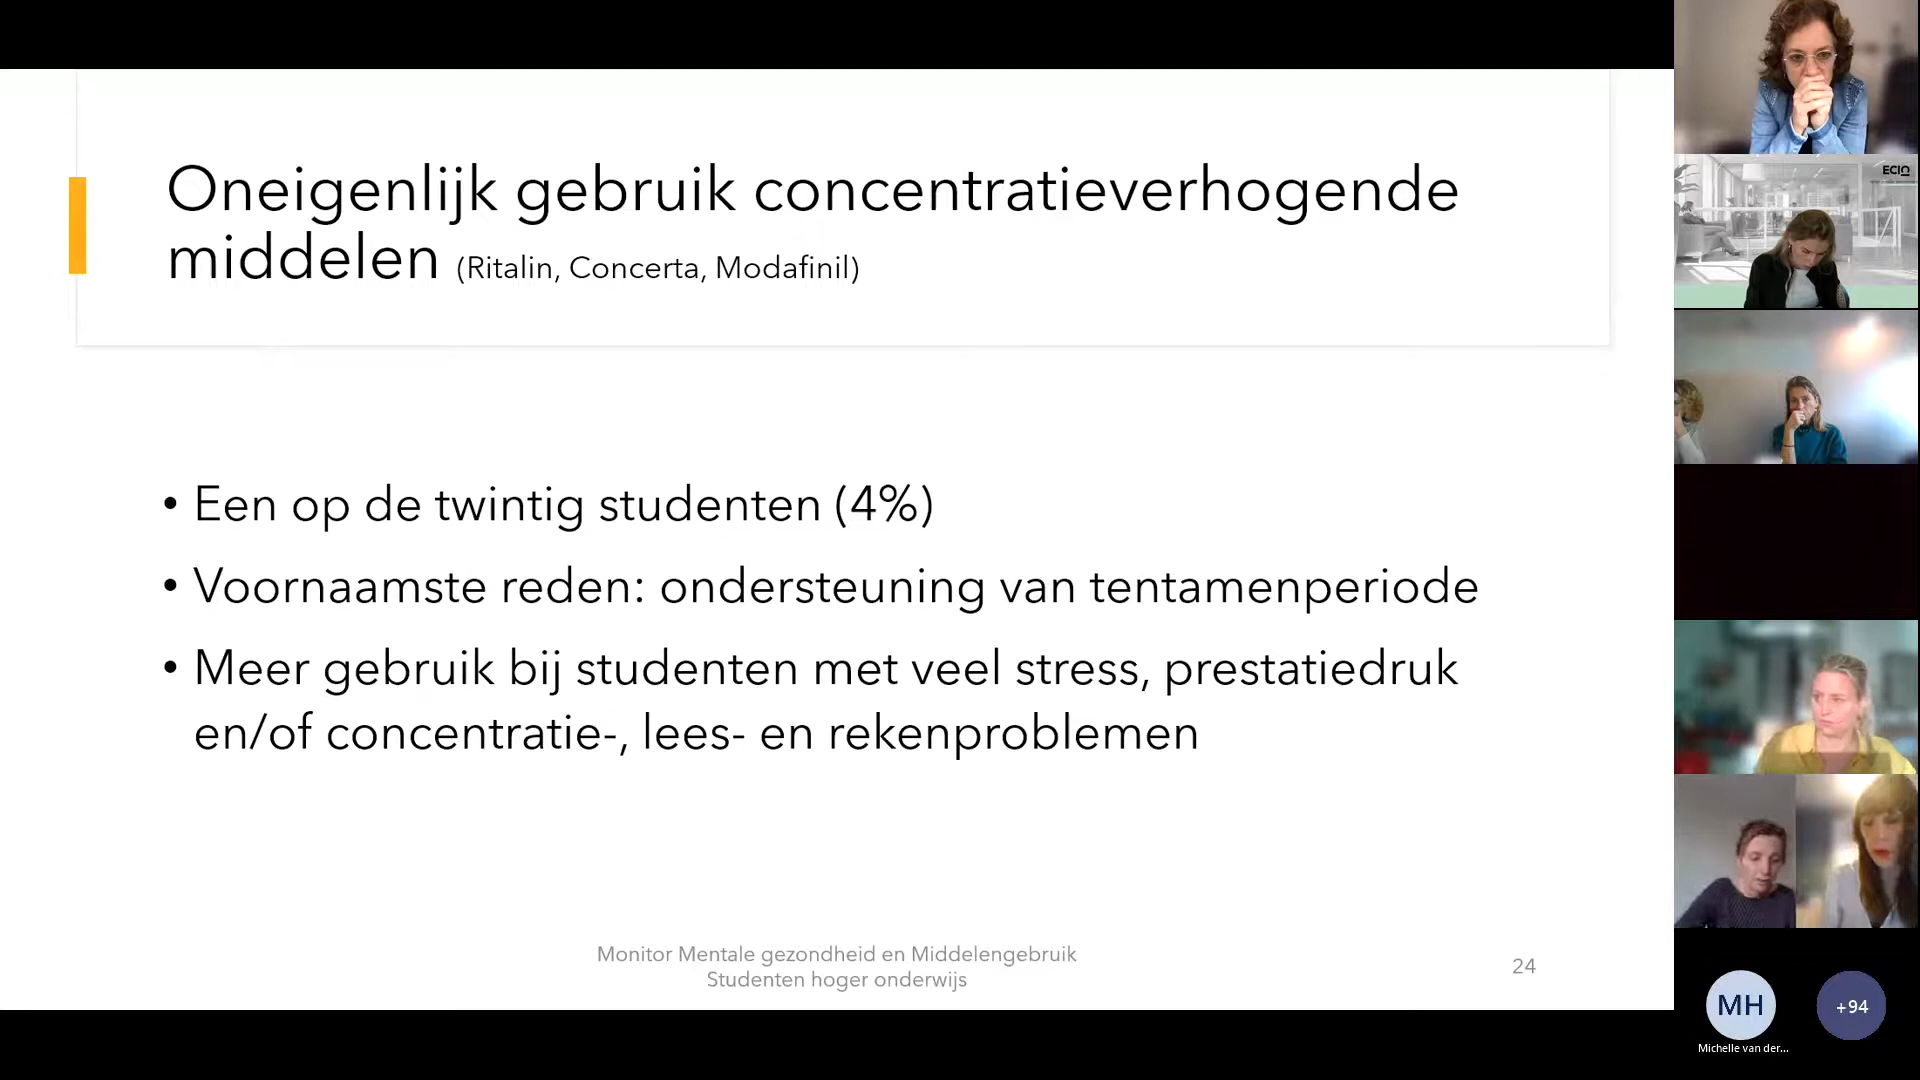 Oneigenlijk gebruik concentratieverhogende
middelen (Ritalin, Concerta, Modafinil)
• Een op de twintig studenten (4%)
• Voornaamste reden: ondersteuning van tentamenperiode
• Meer gebruik bij studenten met veel stress, prestatiedruk
en/of concentratie-, lees- en rekenproblemen
Monitor Mentale gezondheid en Middelengebruik
Studenten hoger onderwijs
24
ECIO
MH
+94
Michelle van der...